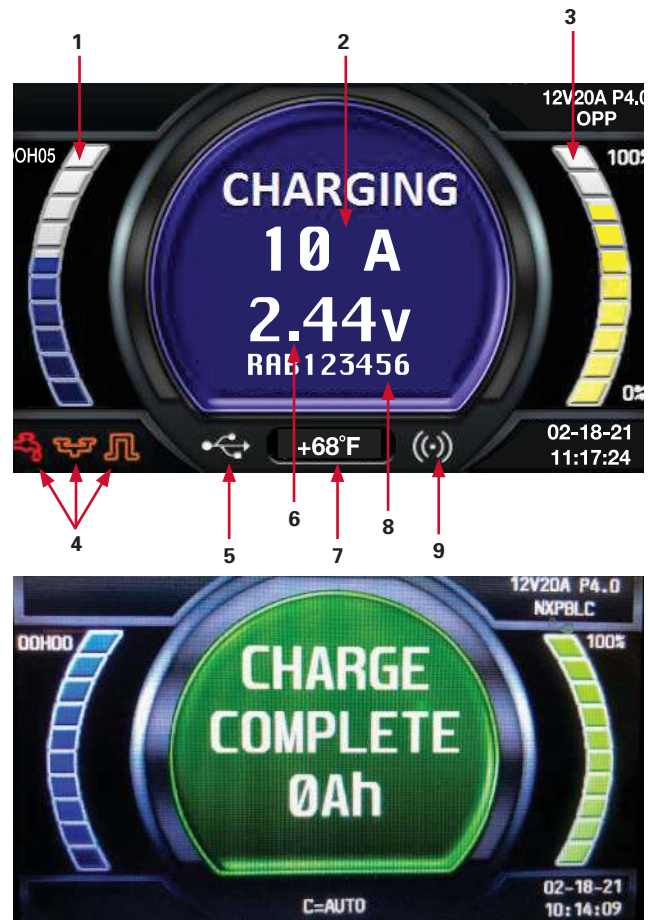 1
2
3
12V20A P4.0
OPP
OOH05
100%
CHARGING
10 A
2.44v
RAB123456
0%
+68°F
02-18-21
11:17:24
4
5
6
7
8
9
12V20A P4.0
NXPBLC
00H00
100%
CHARGE
COMPLETE
0Ah
C=AUTO
02-18-21
10:14:09